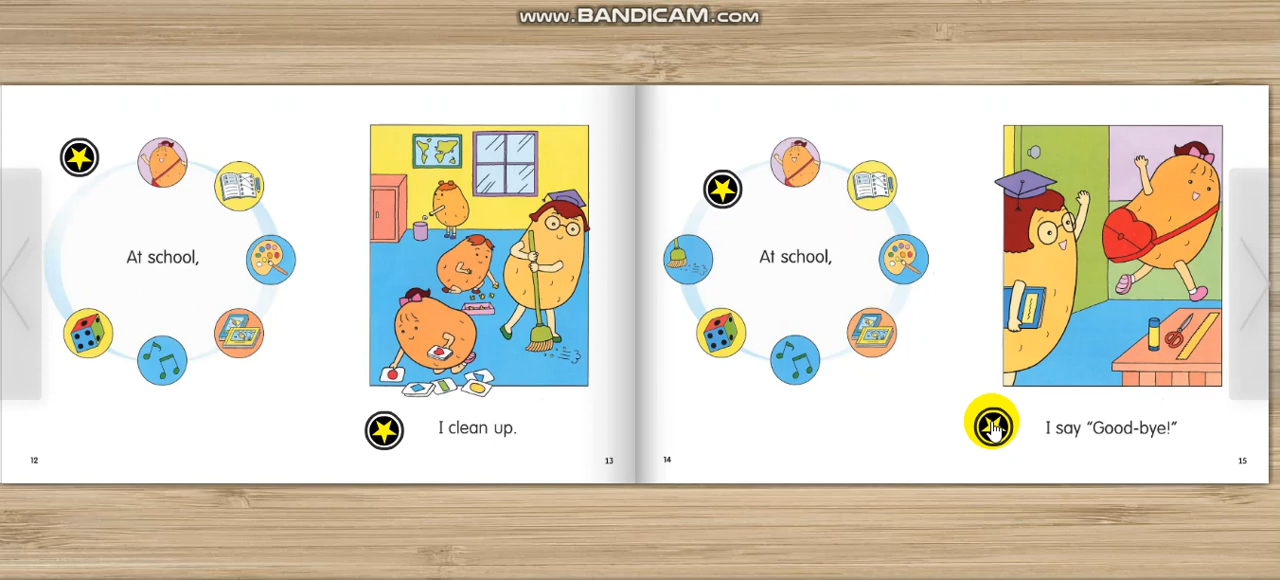 www.BANDICAM.com
At school,
I clean up.
12
13
At school,
I say “Good-bye!”
14
15